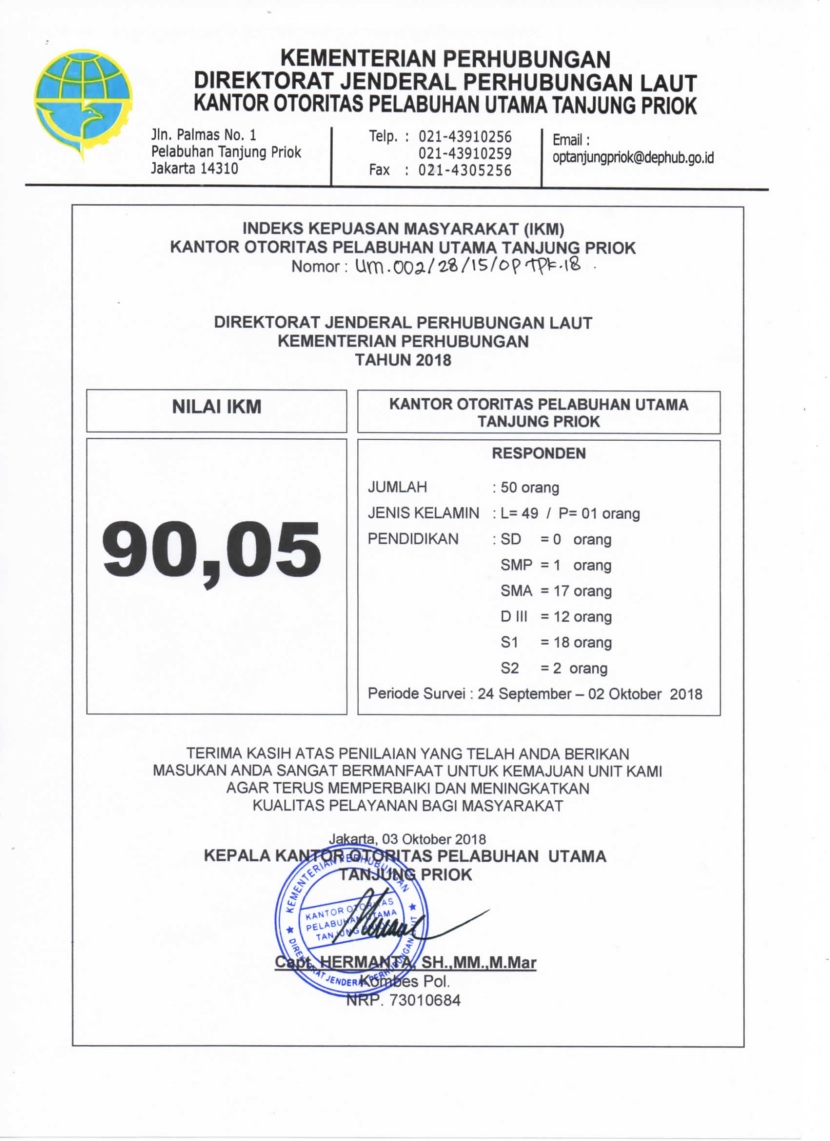 KEMENTERIAN PERHUBUNGAN
DIREKTORAT JENDERAL PERHUBUNGAN LAUT
KANTOR OTORITAS PELABUHAN UTAMA TANJUNG PRIOK
Jln. Palmas No. 1
Pelabuhan Tanjung Priok
Jakarta 14310
Telp. : 021-43910256
021-43910259
Fax : 021-4305256
Email :
optanjungpriok@dephub.go.id
INDEKS KEPUASAN MASYARAKAT (IKM)
KANTOR OTORITAS PELABUHAN UTAMA TANJUNG PRIOK
Nomor : UM.002/28/15/OP TPK.18
DIREKTORAT JENDERAL PERHUBUNGAN LAUT
KEMENTERIAN PERHUBUNGAN
TAHUN 2018
NILAI IKM
90,05
KANTOR OTORITAS PELABUHAN UTAMA
TANJUNG PRIOK
RESPONDEN
JUMLAH : 50 orang
JENIS KELAMIN : L= 49 / P= 01 orang
PENDIDIKAN : SD = 0 orang
SMP = 1 orang
SMA = 17 orang
D III = 12 orang
S1 = 18 orang
S2 = 2 orang
Periode Survei : 24 September – 02 Oktober 2018
TERIMA KASIH ATAS PENILAIAN YANG TELAH ANDA BERIKAN
MASUKAN ANDA SANGAT BERMANFAAT UNTUK KEMAJUAN UNIT KAMI
AGAR TERUS MEMPERBAIKI DAN MENINGKATKAN
KUALITAS PELAYANAN BAGI MASYARAKAT
Jakarta, 03 Oktober 2018
KEPALA KANTOR OTORITAS PELABUHAN UTAMA
TANJUNG PRIOK
KEMENTERIAN PERHUBUNGAN
KANTOR OTORITAS
PELABUHAN UTAMA
TANJUNG
DIREKTORAT JENDERAL PERHUBUNGAN LAUT
Capt. HERMANTA, SH.,MM.,M.Mar
Kombes Pol.
NRP. 73010684